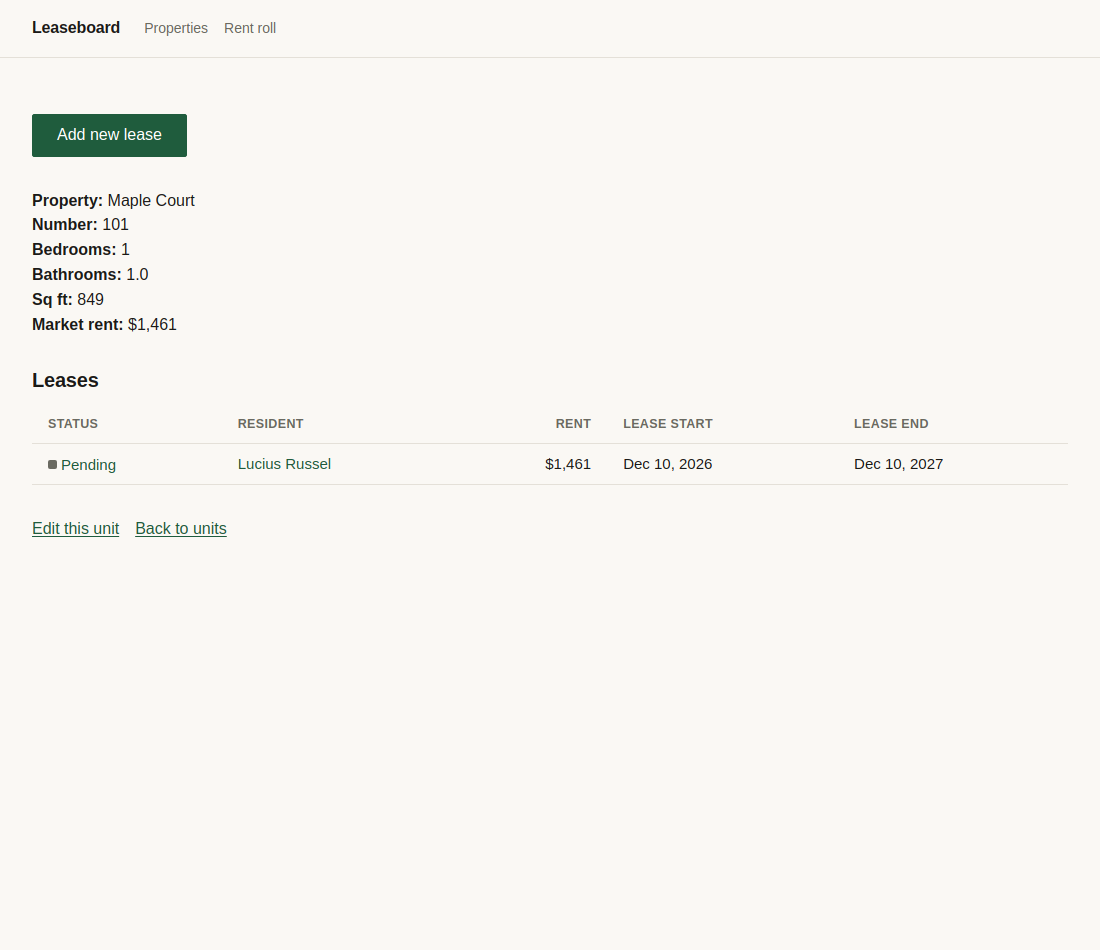 Leaseboard Properties Rent roll
Add new lease
Property: Maple Court
Number: 101
Bedrooms: 1
Bathrooms: 1.0
Sq ft: 849
Market rent: $1,461
Leases
STATUS RESIDENT RENT LEASE START LEASE END
Pending Lucius Russel $1,461 Dec 10, 2026 Dec 10, 2027
Edit this unit Back to units